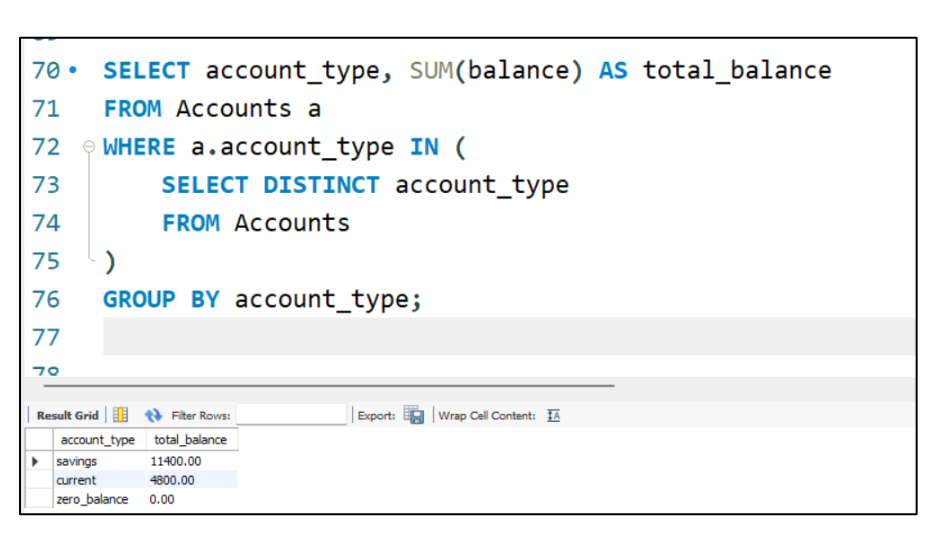 70 SELECT account_type, SUM(balance) AS total_balance
71 FROM Accounts a
72 WHERE a.account_type IN (
73 SELECT DISTINCT account_type
74 FROM Accounts
75 )
76 GROUP BY account_type;
77
78
Result Grid Filter Rows: Export: Wrap Cell Content: IA
account_type total_balance
savings 11400.00
current 4800.00
zero_balance 0.00